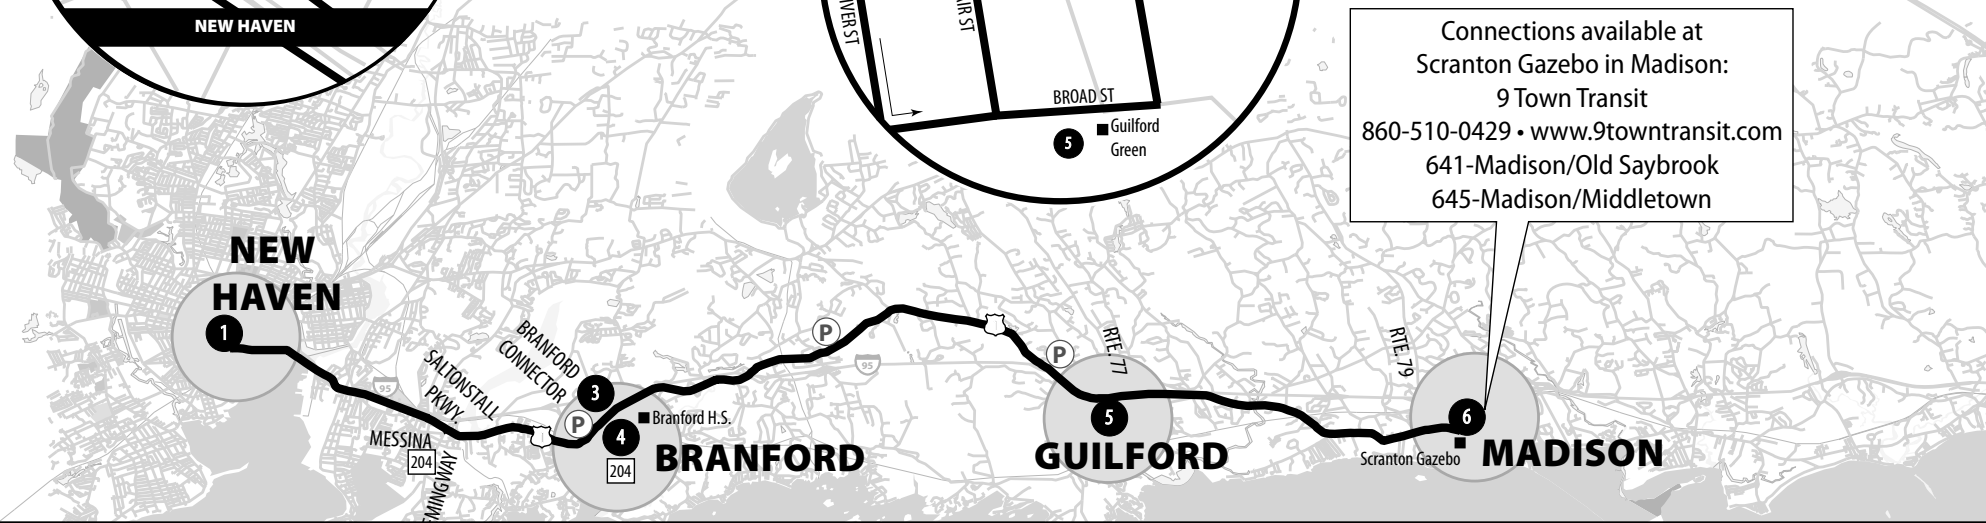 NEW HAVEN
BROAD ST
5
Guilford
Green
Connections available at
Scranton Gazebo in Madison:
9 Town Transit
860-510-0429 • www.9towntransit.com
641-Madison/Old Saybrook
645-Madison/Middletown
NEW
HAVEN
1
95
SALTONSTALL
PKWY.
MESSINA
204
BRANFORD
CONNECTOR
3
P
4
204
Branford H.S.
BRANFORD
P
95
P
RTE. 77
5
GUILFORD
RTE. 79
6
Scranton Gazebo
MADISON